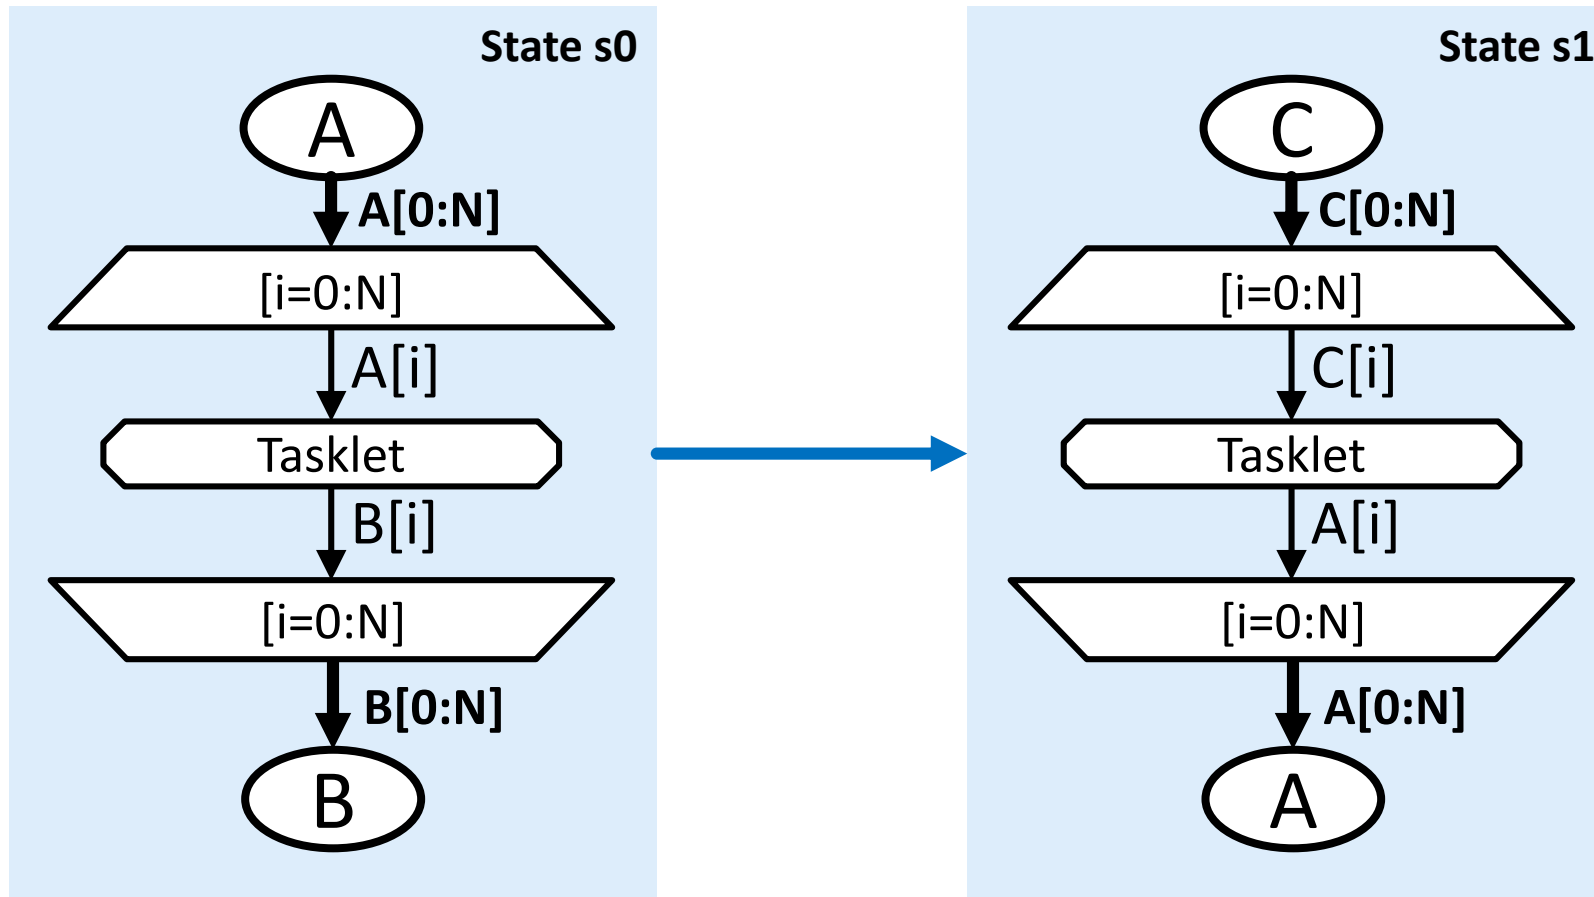 State s0
A
A[0:N]
[i=0:N]
A[i]
Tasklet
B[i]
[i=0:N]
B[0:N]
B
State s1
C
C[0:N]
[i=0:N]
C[i]
Tasklet
A[i]
[i=0:N]
A[0:N]
A